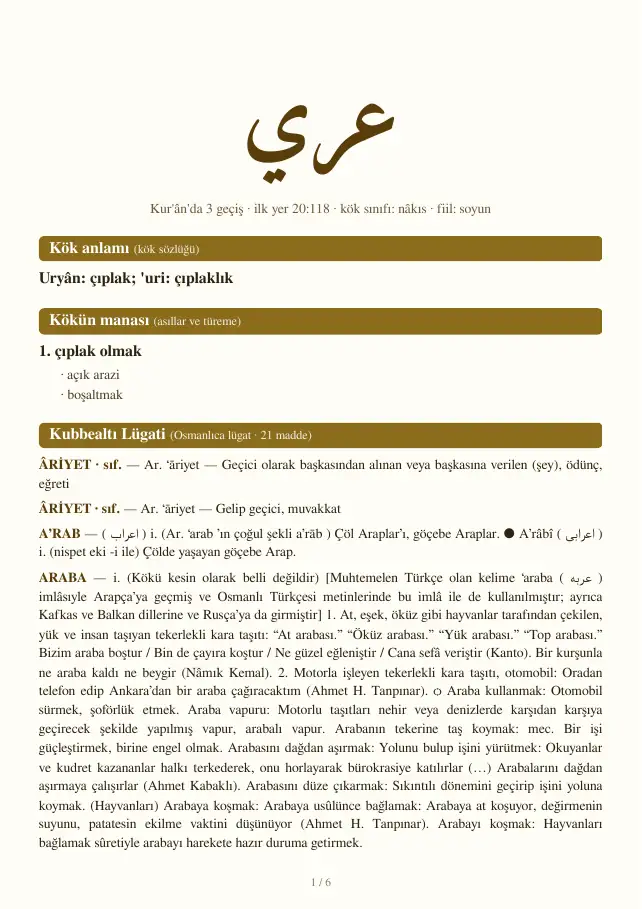 عري
Kur'ân'da 3 geçiş · ilk yer 20:118 · kök sınıfı: nâkıs · fiil: soyun
Kök anlamı (kök sözlüğü)
Uryân: çıplak; 'uri: çıplaklık
Kökün manası (asıllar ve türeme)
1. çıplak olmak
· açık arazi
· boşaltmak
Kubbealtı Lügati (Osmanlıca lügat · 21 madde)
ÂRİYET · sıf. — Ar. ‘āriyet — Geçici olarak başkasından alınan veya başkasına verilen (şey), ödünç,
eğreti
ÂRİYET · sıf. — Ar. ‘āriyet — Gelip geçici, muvakkat
A’RAB — ( اعراب ) i. (Ar. ‘arab ’ın çoğul şekli a‘rāb ) Çöl Araplar’ı, göçebe Araplar. ● A’râbî ( اعرابى )
i. (nispet eki -i ile) Çölde yaşayan göçebe Arap.
ARABA — i. (Kökü kesin olarak belli değildir) [Muhtemelen Türkçe olan kelime ‘araba ( عربه )
imlâsıyle Arapça’ya geçmiş ve Osmanlı Türkçesi metinlerinde bu imlâ ile de kullanılmıştır; ayrıca
Kafkas ve Balkan dillerine ve Rusça’ya da girmiştir] 1. At, eşek, öküz gibi hayvanlar tarafından çekilen,
yük ve insan taşıyan tekerlekli kara taşıtı: “At arabası.” “Öküz arabası.” “Yük arabası.” “Top arabası.”
Bizim araba boştur / Bin de çayıra koştur / Ne güzel eğleniştir / Cana sefâ veriştir (Kanto). Bir kurşunla
ne araba kaldı ne beygir (Nâmık Kemal). 2. Motorla işleyen tekerlekli kara taşıtı, otomobil: Oradan
telefon edip Ankara’dan bir araba çağıracaktım (Ahmet H. Tanpınar). ѻ Araba kullanmak: Otomobil
sürmek, şoförlük etmek. Araba vapuru: Motorlu taşıtları nehir veya denizlerde karşıdan karşıya
geçirecek şekilde yapılmış vapur, arabalı vapur. Arabanın tekerine taş koymak: mec. Bir işi
güçleştirmek, birine engel olmak. Arabasını dağdan aşırmak: Yolunu bulup işini yürütmek: Okuyanlar
ve kudret kazananlar halkı terkederek, onu horlayarak bürokrasiye katılırlar (…) Arabalarını dağdan
aşırmaya çalışırlar (Ahmet Kabaklı). Arabasını düze çıkarmak: Sıkıntılı dönemini geçirip işini yoluna
koymak. (Hayvanları) Arabaya koşmak: Arabaya usûlünce bağlamak: Arabaya at koşuyor, değirmenin
suyunu, patatesin ekilme vaktini düşünüyor (Ahmet H. Tanpınar). Arabayı koşmak: Hayvanları
bağlamak sûretiyle arabayı harekete hazır duruma getirmek.
1 / 6